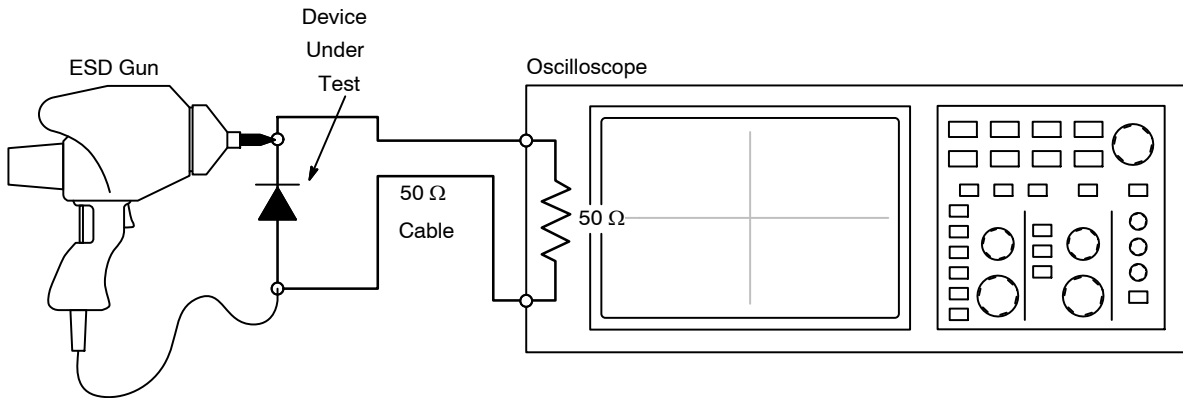 Device
Under
Test
ESD Gun
Oscilloscope
50 Ω
Cable
50 Ω